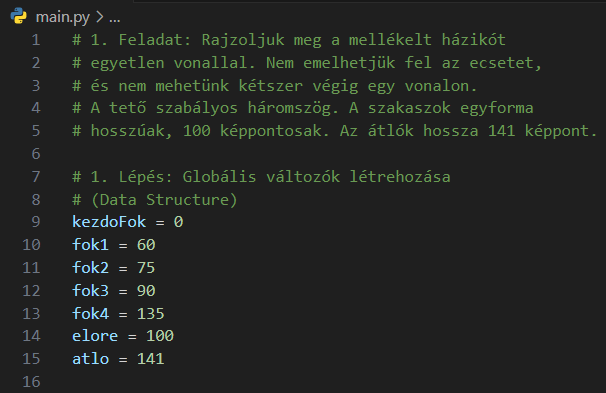 main.py > ...
1 # 1. Feladat: Rajzoljuk meg a mellékelt házikót
2 # egyetlen vonallal. Nem emelhetjük fel az ecsetet,
3 # és nem mehetünk kétszer végig egy vonalon.
4 # A tető szabályos háromszög. A szakaszok egyforma
5 # hosszúak, 100 képpontosak. Az átlók hossza 141 képpont.
6
7 # 1. Lépés: Globális változók létrehozása
8 # (Data Structure)
9 kezdoFok = 0
10 fok1 = 60
11 fok2 = 75
12 fok3 = 90
13 fok4 = 135
14 elore = 100
15 atlo = 141
16